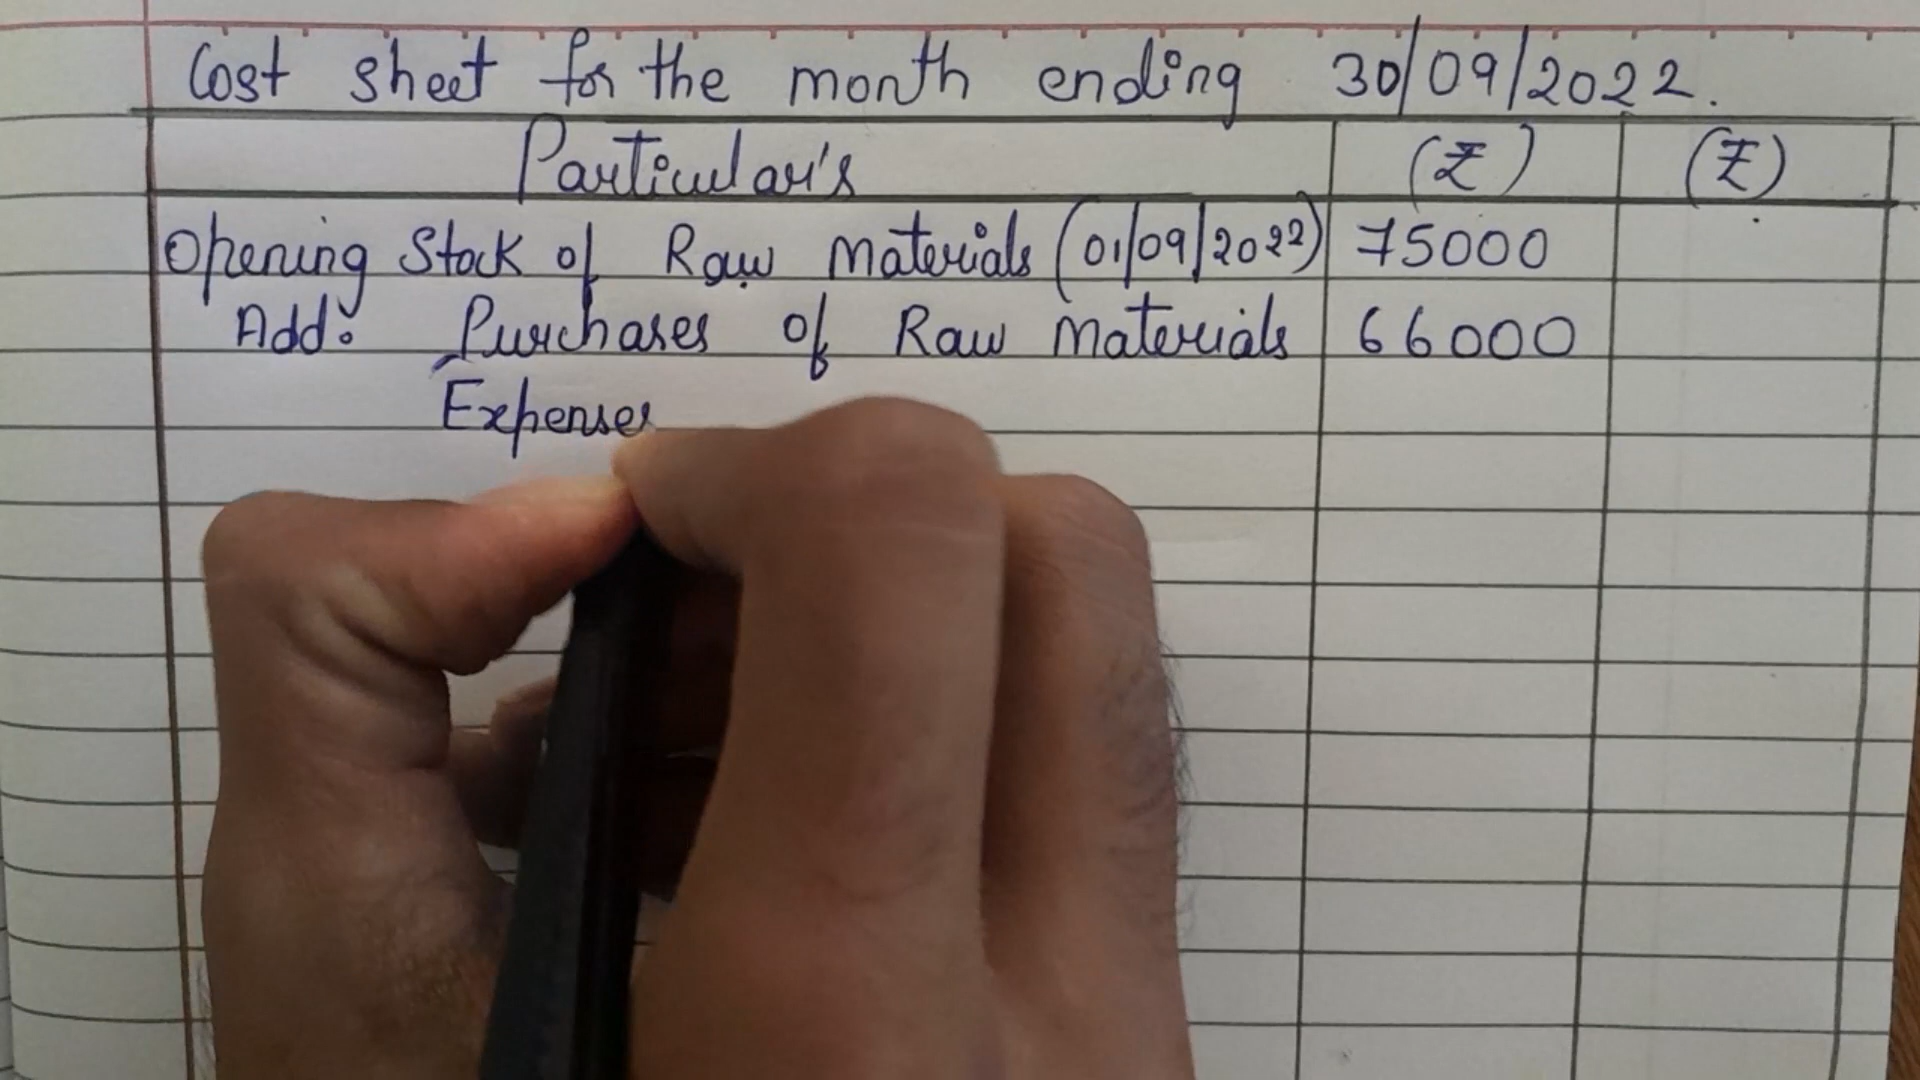 Cost sheet for the month ending 30/09/2022.
Particular's (₹) (₹)
Opening Stock of Raw Materials (01/09/2022) 75000
Add: Purchases of Raw Materials 66000
Expenses